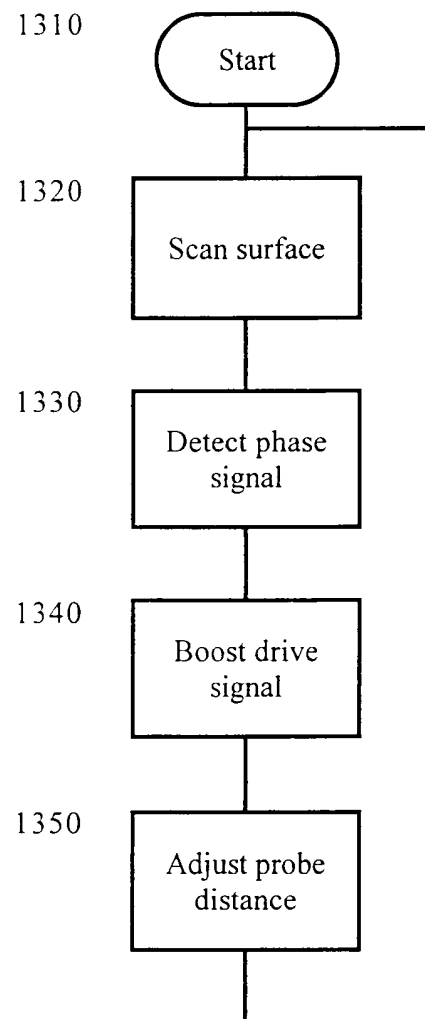 1310
Start
1320
Scan surface
1330
Detect phase
signal
1340
Boost drive
signal
1350
Adjust probe
distance